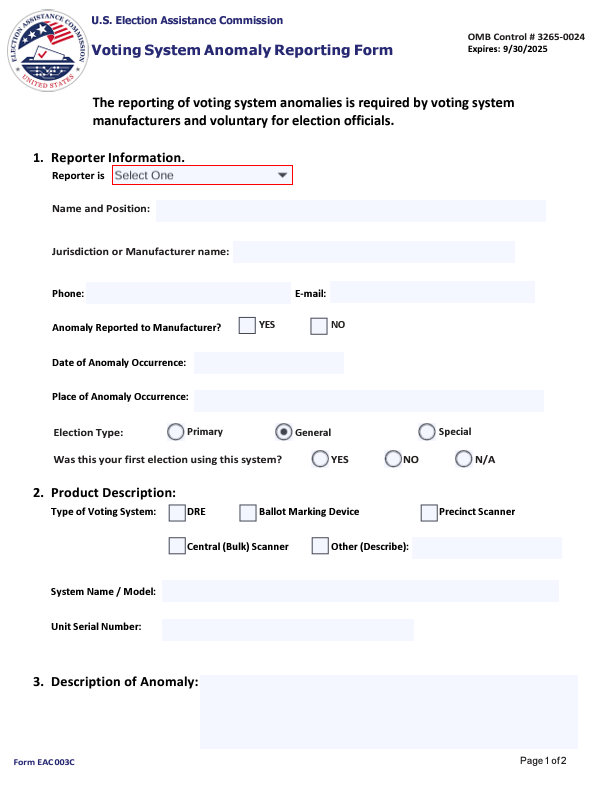 ELECTION ASSISTANCE COMMISSION
UNITED STATES
U.S. Election Assistance Commission
Voting System Anomaly Reporting Form
OMB Control # 3265-0024
Expires: 9/30/2025
The reporting of voting system anomalies is required by voting system
manufacturers and voluntary for election officials.
1. Reporter Information.
Reporter is Select One
Name and Position:
Jurisdiction or Manufacturer name:
Phone: E-mail:
Anomaly Reported to Manufacturer? YES NO
Date of Anomaly Occurrence:
Place of Anomaly Occurrence:
Election Type: Primary General Special
Was this your first election using this system? YES NO N/A
2. Product Description:
Type of Voting System: DRE Ballot Marking Device Precinct Scanner
Central (Bulk) Scanner Other (Describe):
System Name / Model:
Unit Serial Number:
3. Description of Anomaly:
Form EAC003C
Page 1 of 2